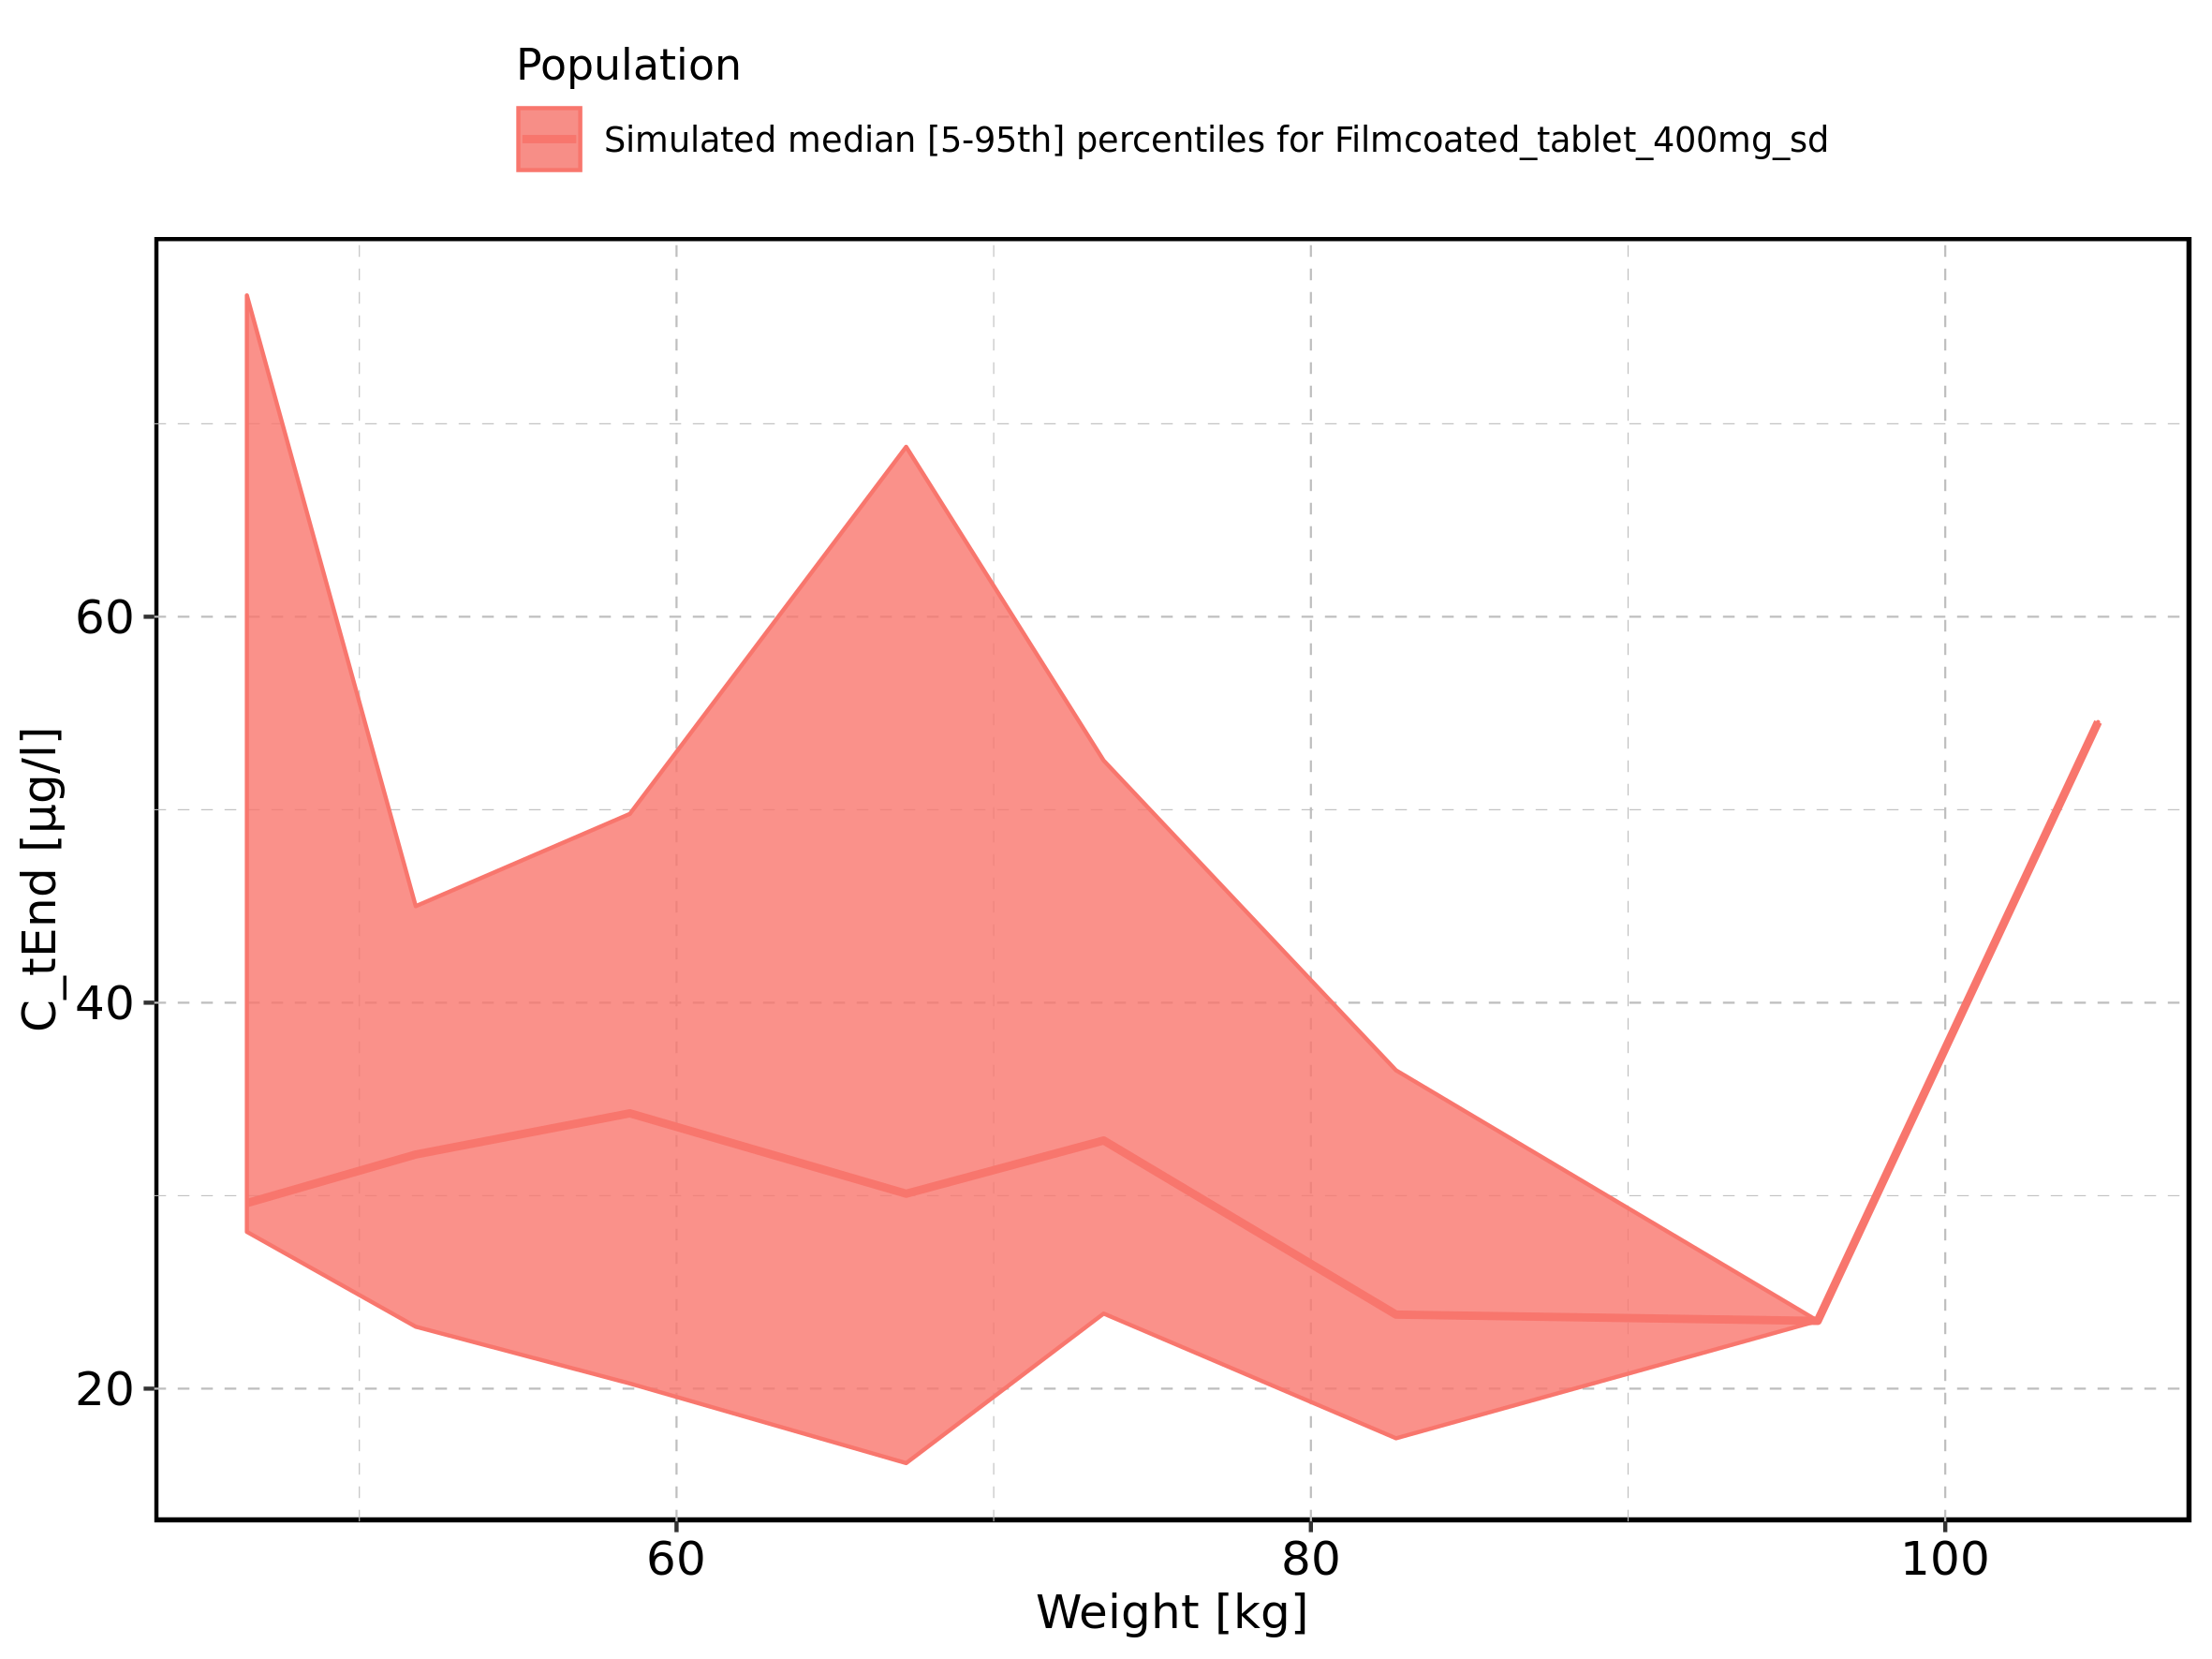 Population
Simulated median [5-95th] percentiles for Filmcoated_tablet_400mg_sd
C_tEnd [µg/l]
60
40
20
60
80
100
Weight [kg]